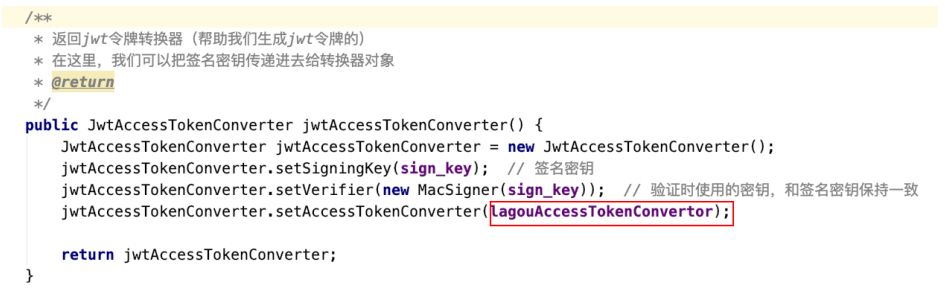 /**
 * 返回jwt令牌转换器（帮助我们生成jwt令牌的）
 * 在这里，我们可以把签名密钥传递进去给转换器对象
 * @return
 */
public JwtAccessTokenConverter jwtAccessTokenConverter() {
    JwtAccessTokenConverter jwtAccessTokenConverter = new JwtAccessTokenConverter();
    jwtAccessTokenConverter.setSigningKey(sign_key);  // 签名密钥
    jwtAccessTokenConverter.setVerifier(new MacSigner(sign_key));  // 验证时使用的密钥，和签名密钥保持一致
    jwtAccessTokenConverter.setAccessTokenConverter(lagouAccessTokenConvertor);
    return jwtAccessTokenConverter;
}